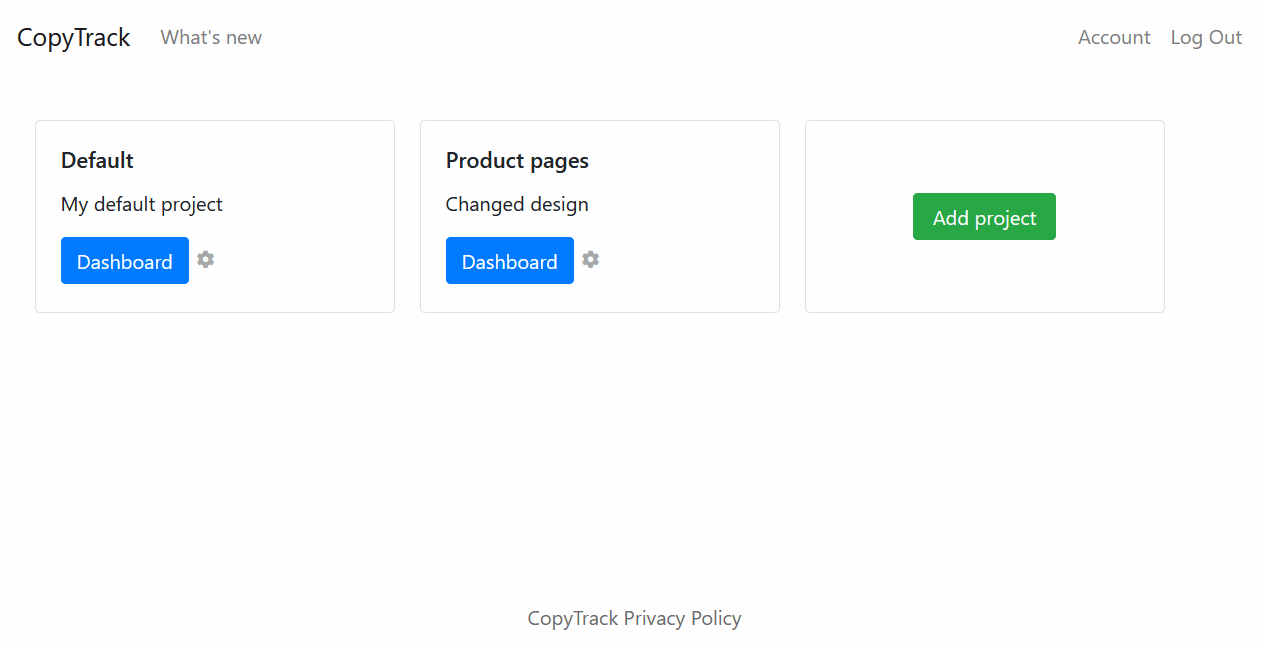 CopyTrack What's new Account Log Out
Default
My default project
Dashboard
Product pages
Changed design
Dashboard
Add project
CopyTrack Privacy Policy